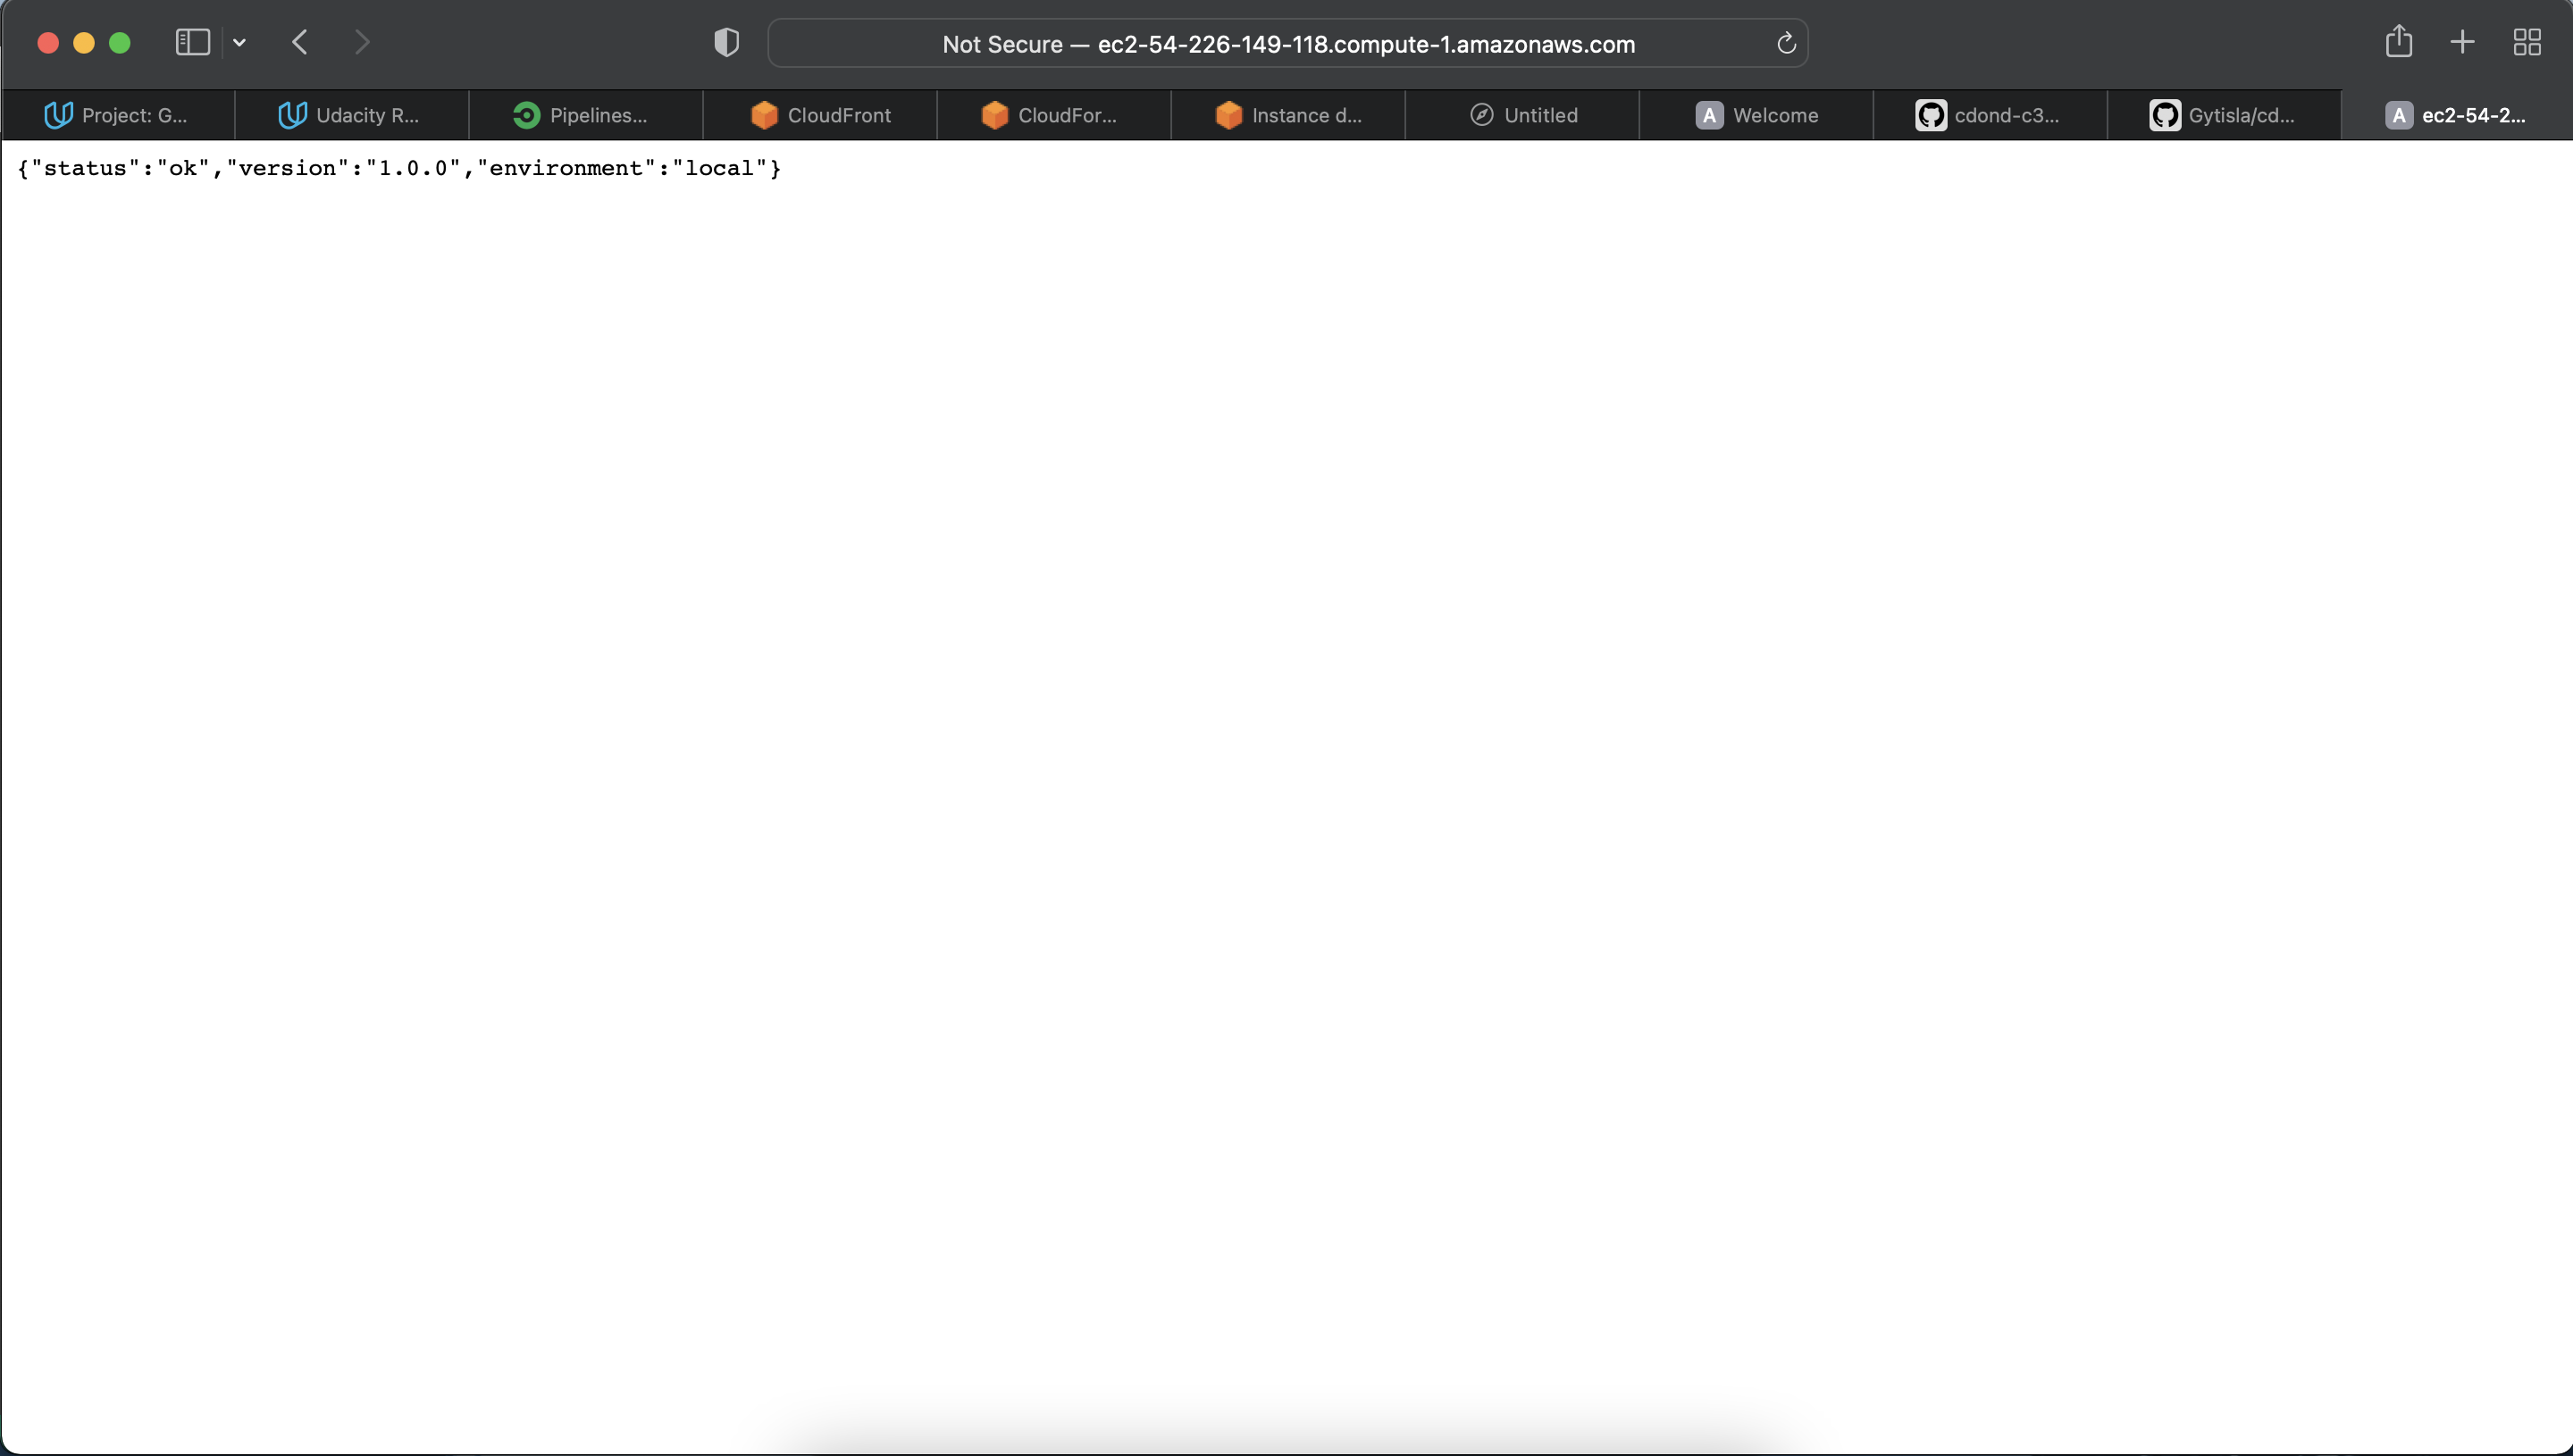 Not Secure — ec2-54-226-149-118.compute-1.amazonaws.com
Project: G... Udacity R... Pipelines... CloudFront CloudFor... Instance d... Untitled A Welcome cdond-c3... Gytisla/cd... A ec2-54-2...
{"status":"ok","version":"1.0.0","environment":"local"}